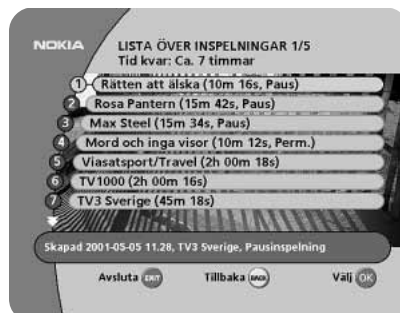 NOKIA
LISTA ÖVER INSPELNINGAR 1/5
Tid kvar: Ca. 7 timmar
1 Rätten att älska (10m 16s, Paus)
2 Rosa Pantern (15m 42s, Paus)
3 Max Steel (15m 34s, Paus)
4 Mord och inga visor (10m 12s, Perm.)
5 Viasatsport/Travel (2h 00m 18s)
6 TV1000 (2h 00m 16s)
7 TV3 Sverige (45m 18s)
Skapad 2001-05-05 11.28, TV3 Sverige, Pausinspelning
Avsluta EXIT Tillbaka BACK Välj OK